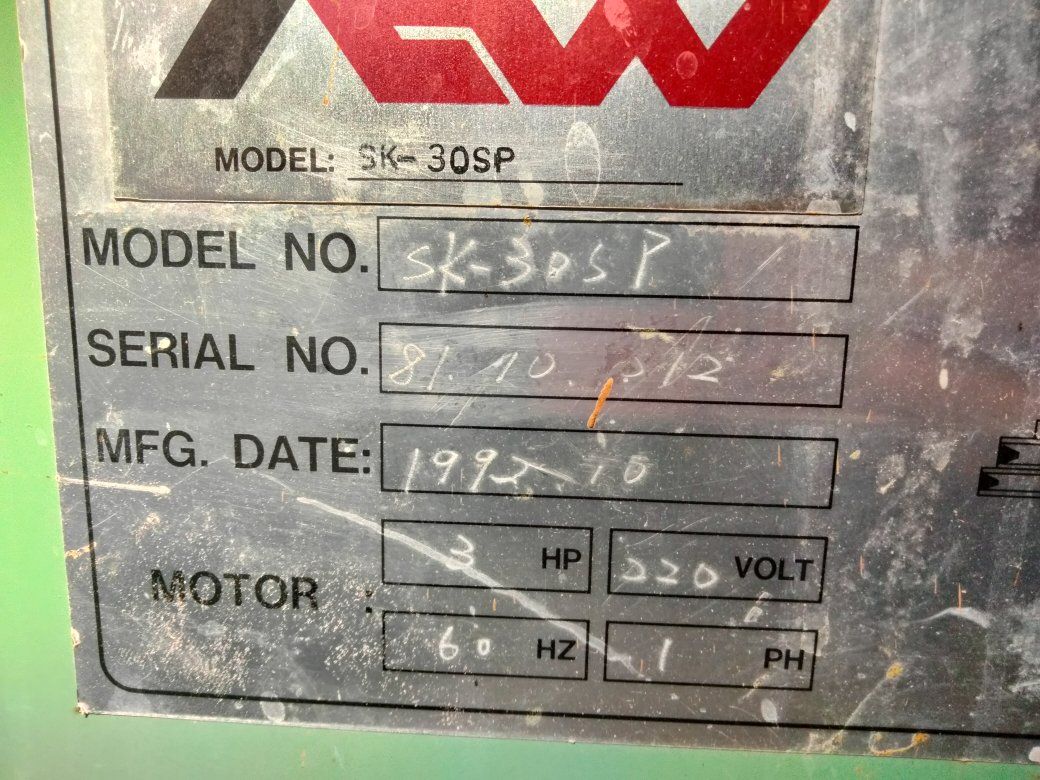 MODEL: SK-30SP
MODEL NO. SK-30SP
SERIAL NO. 81.10. 212
MFG. DATE: 1992-10
MOTOR : 3 HP 220 VOLT
60 HZ 1 PH